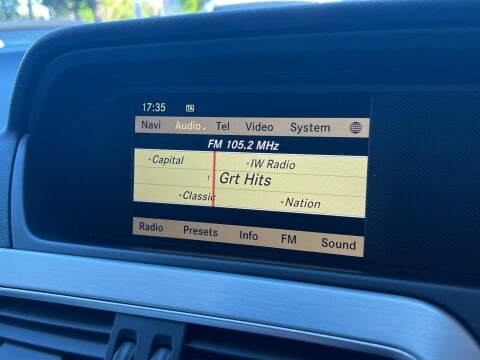 17:35 TA
Navi Audio Tel Video System
FM 105.2 MHz
Capital IW Radio
Grt Hits
Classic Nation
Radio Presets Info FM Sound